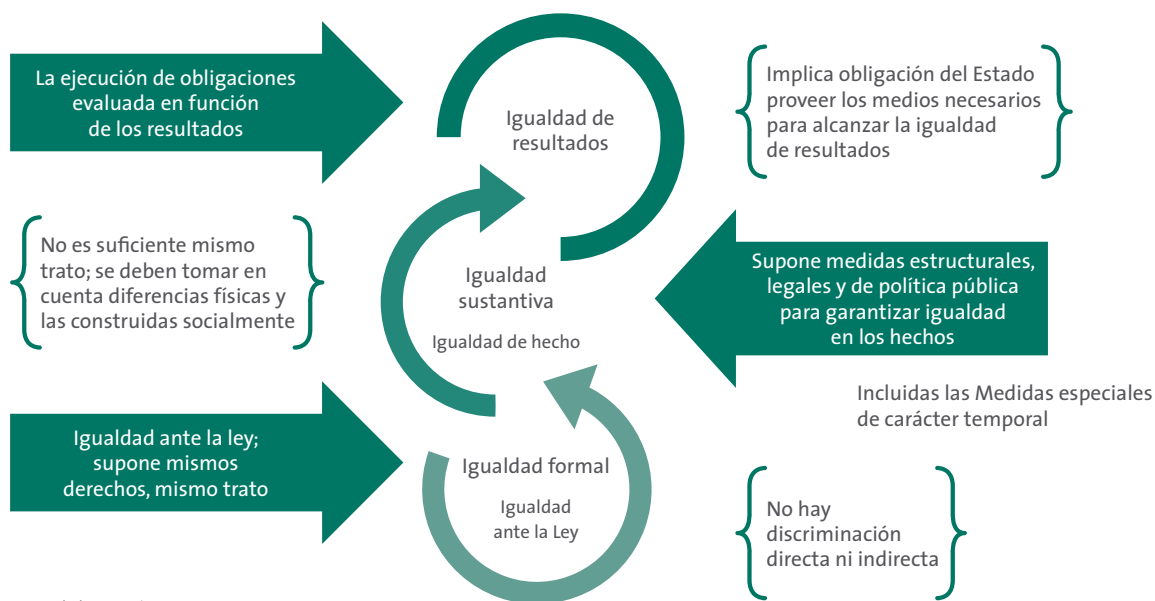 La ejecución de obligaciones
evaluada en función
de los resultados
Igualdad de
resultados
Implica obligación del Estado
proveer los medios necesarios
para alcanzar la igualdad
de resultados
No es suficiente mismo
trato; se deben tomar en
cuenta diferencias físicas y
las construidas socialmente
Igualdad
sustantiva
Igualdad de hecho
Supone medidas estructurales,
legales y de política pública
para garantizar igualdad
en los hechos
Incluidas las Medidas especiales
de carácter temporal
Igualdad ante la ley;
supone mismos
derechos, mismo trato
Igualdad formal
Igualdad
ante la Ley
No hay
discriminación
directa ni indirecta